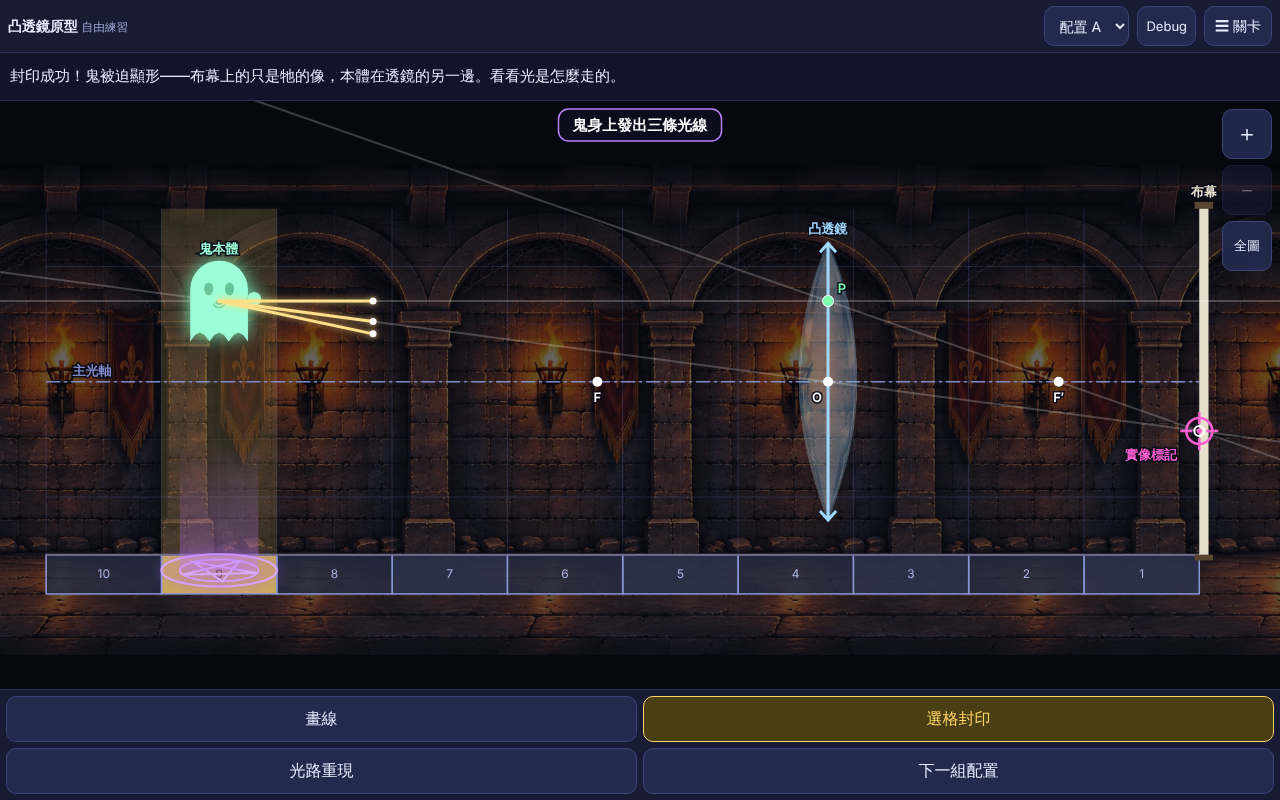 凸透鏡原型 自由練習
配置 A
Debug
☰ 關卡
封印成功！鬼被迫顯形——布幕上的只是牠的像，本體在透鏡的另一邊。看看光是怎麼走的。
鬼身上發出三條光線
+
布幕
−
凸透鏡
鬼本體
全圖
P
主光軸
F
O
F'
實像標記
10
9
8
7
6
5
4
3
2
1
畫線
選格封印
光路重現
下一組配置